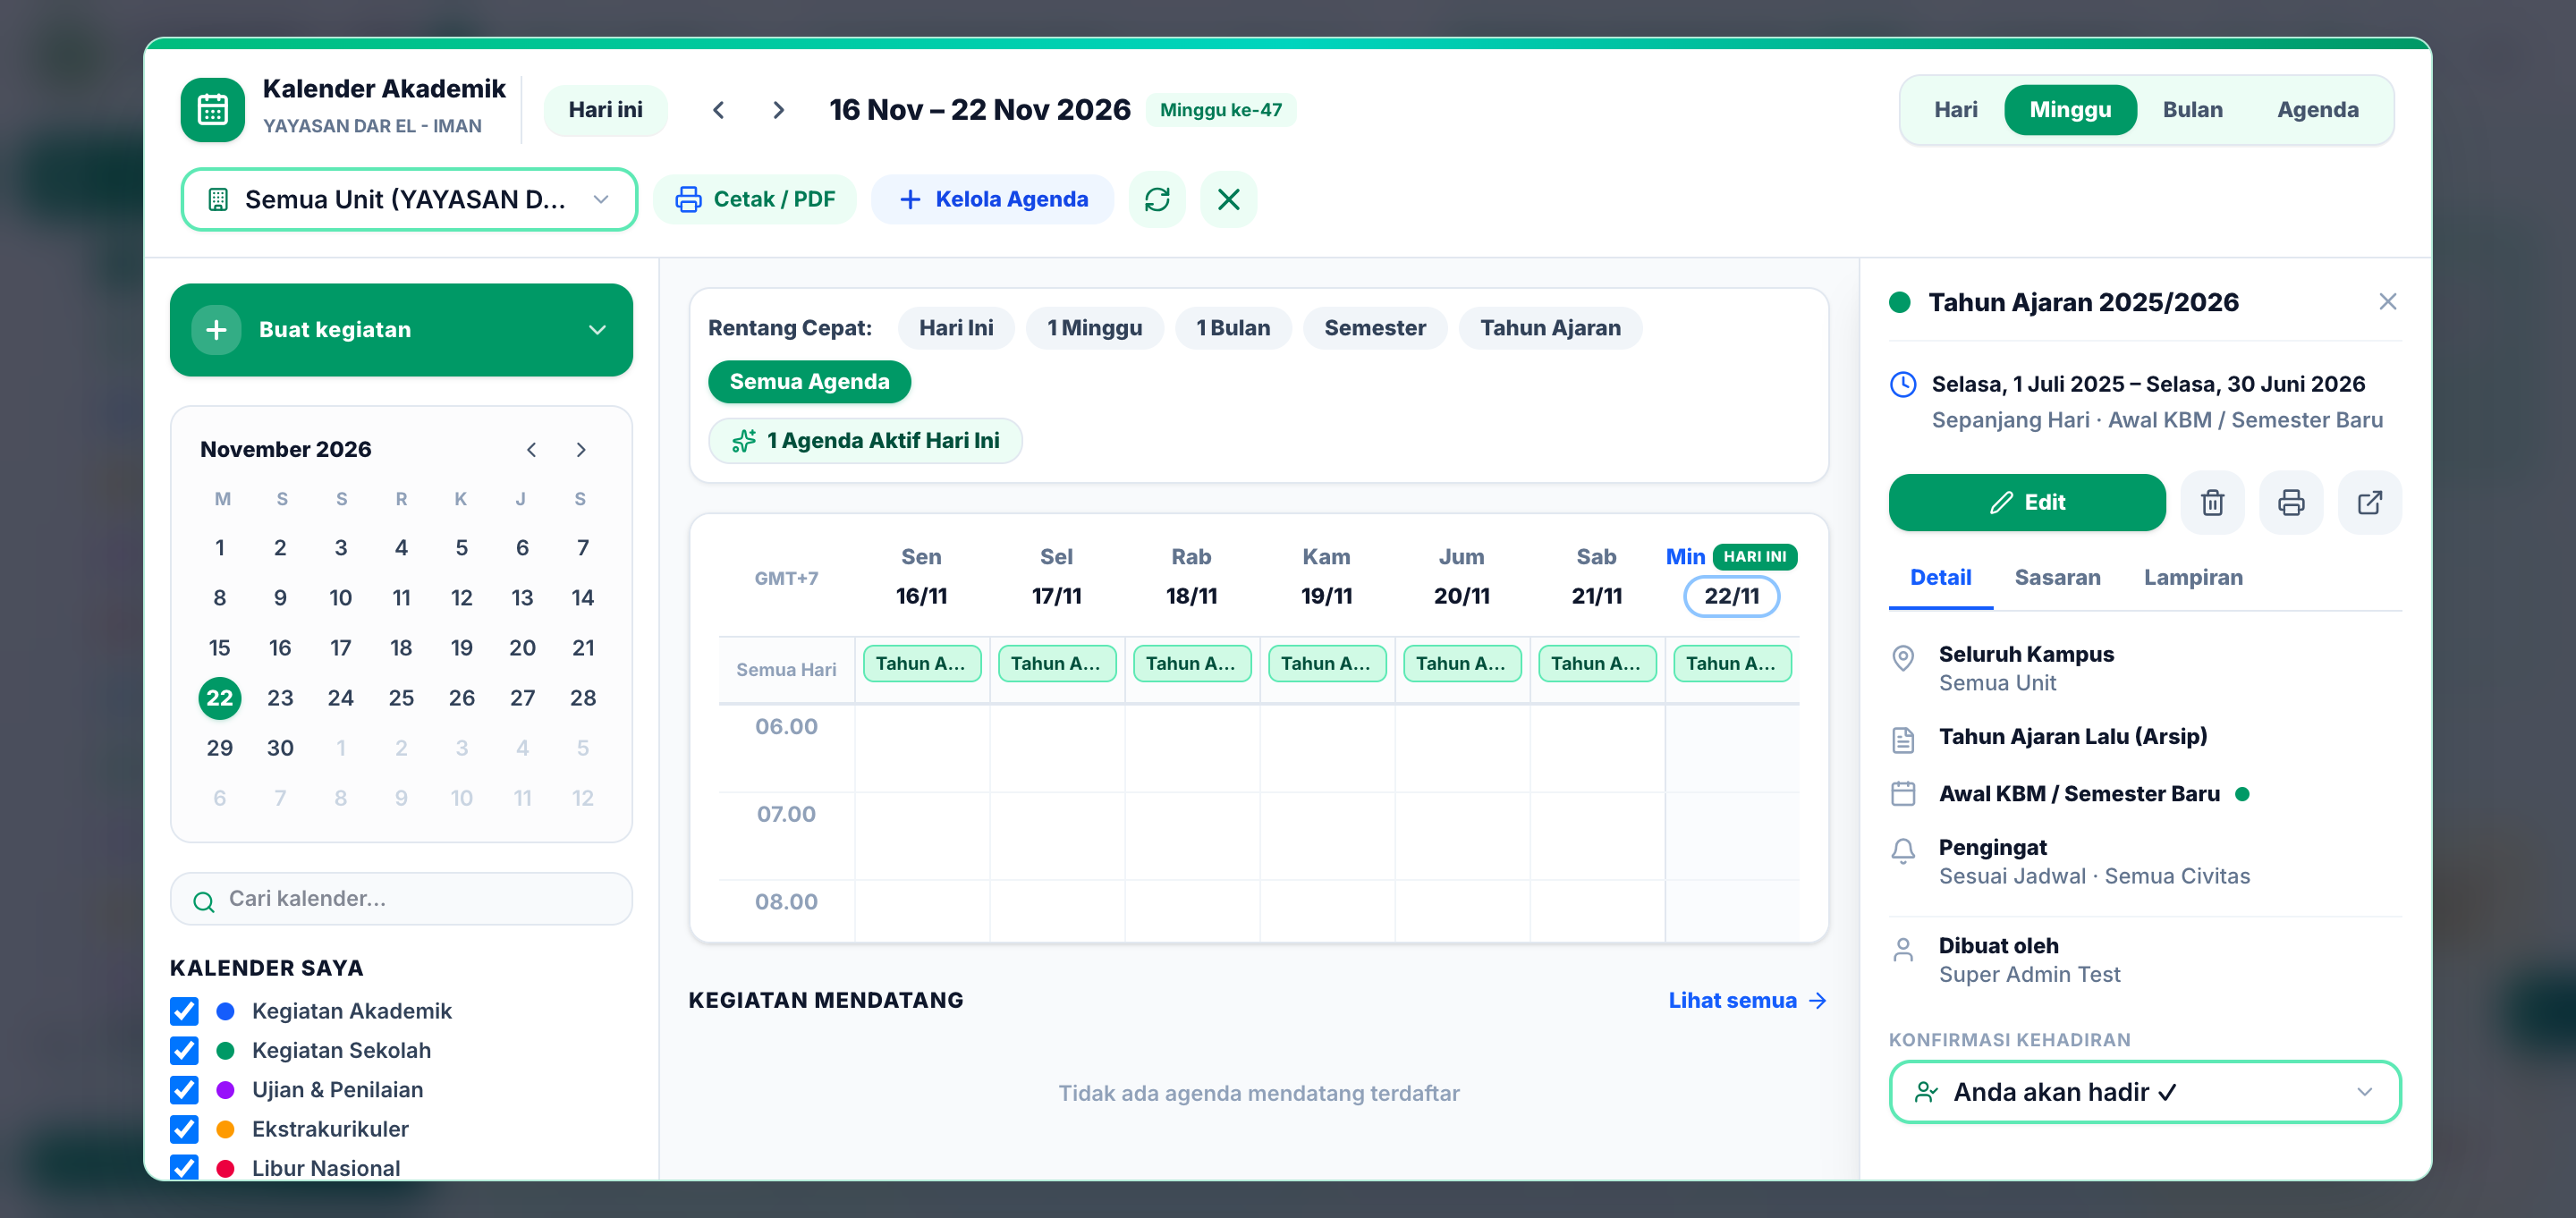 Kalender Akademik
YAYASAN DAR EL - IMAN
Hari ini
16 Nov – 22 Nov 2026
Minggu ke-47
Hari
Minggu
Bulan
Agenda
Semua Unit (YAYASAN D...
Cetak / PDF
Kelola Agenda
Buat kegiatan
November 2026
M S S R K J S
1 2 3 4 5 6 7
8 9 10 11 12 13 14
15 16 17 18 19 20 21
22 23 24 25 26 27 28
29 30 1 2 3 4 5
6 7 8 9 10 11 12
Cari kalender...
KALENDER SAYA
Kegiatan Akademik
Kegiatan Sekolah
Ujian & Penilaian
Ekstrakurikuler
Libur Nasional
Rentang Cepat:
Hari Ini
1 Minggu
1 Bulan
Semester
Tahun Ajaran
Semua Agenda
1 Agenda Aktif Hari Ini
GMT+7
Sen Sel Rab Kam Jum Sab Min HARI INI
16/11 17/11 18/11 19/11 20/11 21/11 22/11
Semua Hari
Tahun A... Tahun A... Tahun A... Tahun A... Tahun A... Tahun A... Tahun A...
06.00
07.00
08.00
KEGIATAN MENDATANG
Lihat semua →
Tidak ada agenda mendatang terdaftar
Tahun Ajaran 2025/2026
Selasa, 1 Juli 2025 – Selasa, 30 Juni 2026
Sepanjang Hari · Awal KBM / Semester Baru
Edit
Detail
Sasaran
Lampiran
Seluruh Kampus
Semua Unit
Tahun Ajaran Lalu (Arsip)
Awal KBM / Semester Baru
Pengingat
Sesuai Jadwal · Semua Civitas
Dibuat oleh
Super Admin Test
KONFIRMASI KEHADIRAN
Anda akan hadir ✓